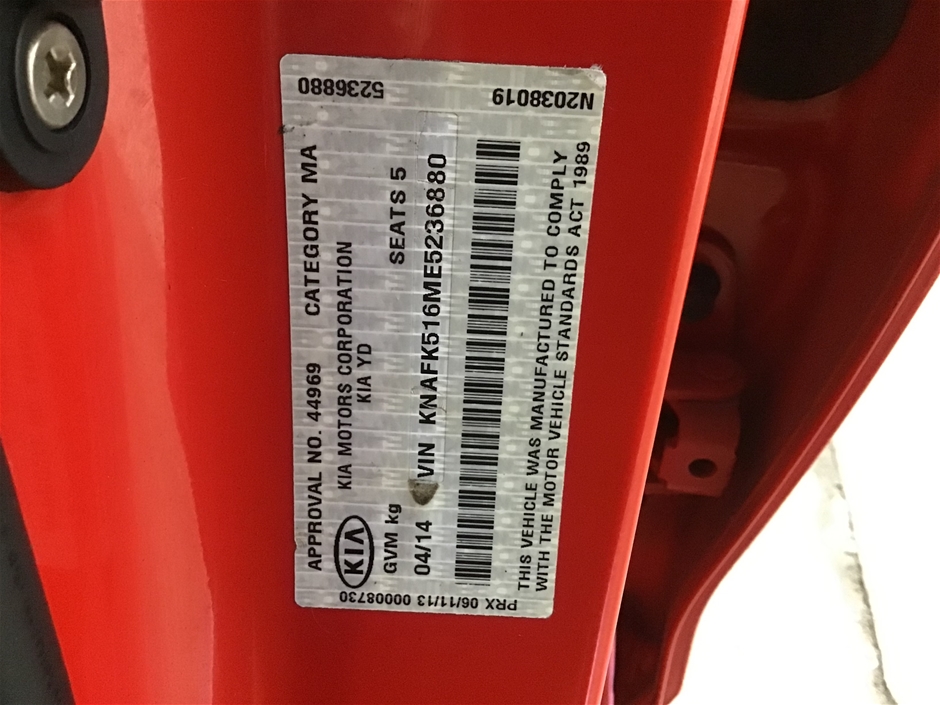 APPROVAL NO. 44969 CATEGORY MA
KIA MOTORS CORPORATION
KIA YD
KIA
GVM kg SEATS 5
04/14 VIN KNAFK516ME5236880
THIS VEHICLE WAS MANUFACTURED TO COMPLY
WITH THE MOTOR VEHICLE STANDARDS ACT 1989
5236880
N2038019
PRX 06/11/13 00008730